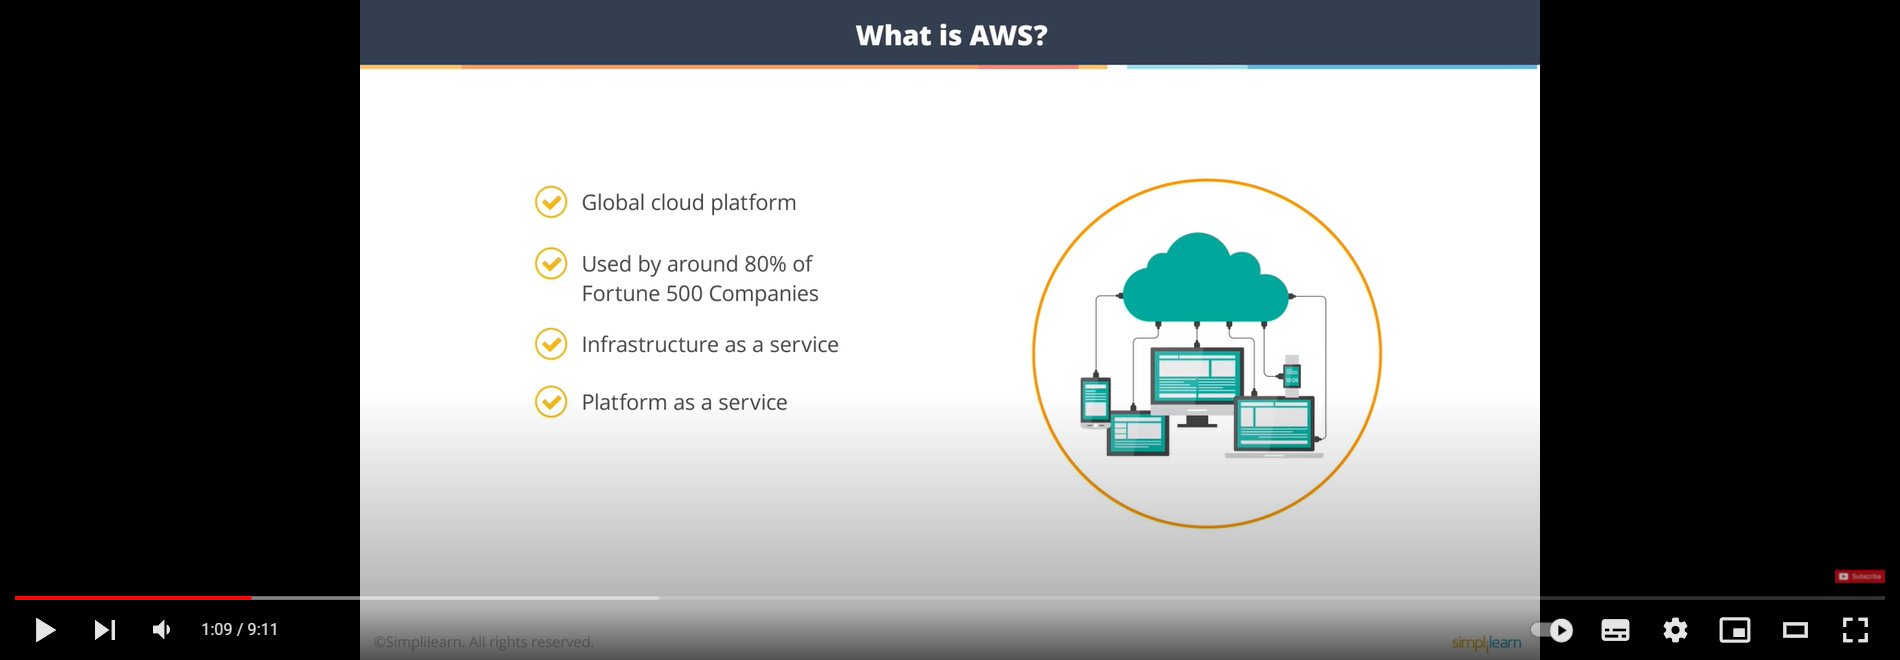 What is AWS?
Global cloud platform
Used by around 80% of
Fortune 500 Companies
Infrastructure as a service
Platform as a service
Subscribe
1:09 / 9:11
©Simplilearn. All rights reserved.
simplilearn